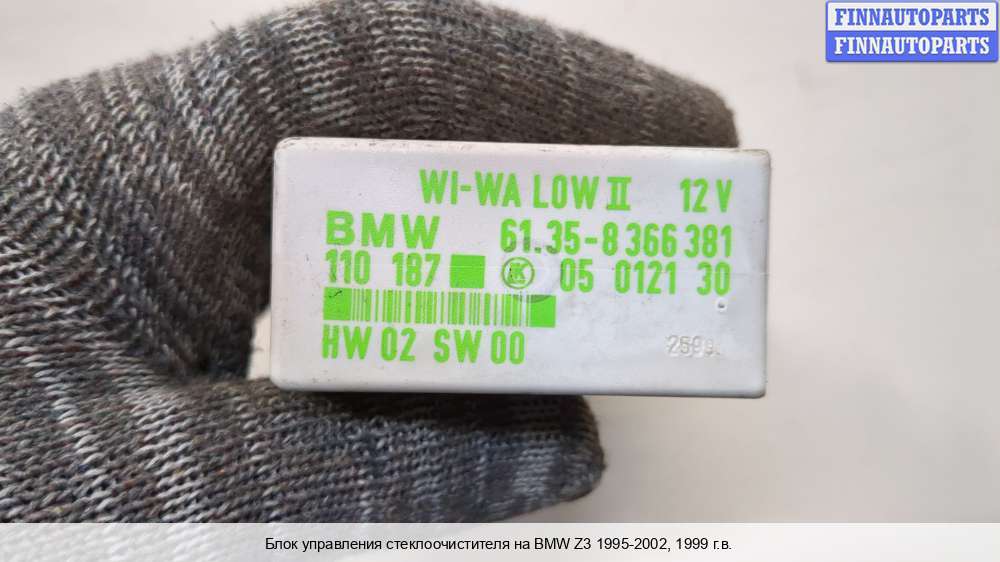 FINNAUTOPARTS
FINNAUTOPARTS
WI-WA LOW II 12 V
BMW 61.35-8 366 381
110 187 K 05 0121 30
HW 02 SW 00
Блок управления стеклоочистителя на BMW Z3 1995-2002, 1999 г.в.